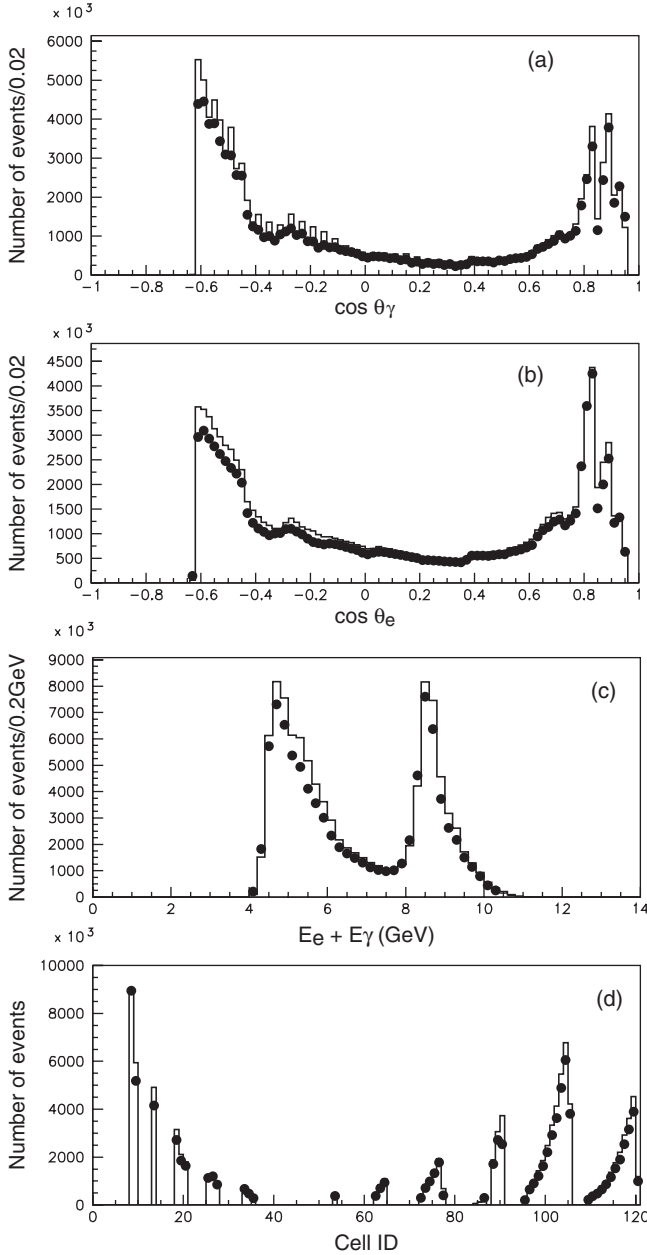 × 10³
Number of events/0.02
6000
5000
4000
3000
2000
1000
0
(a)
−1 −0.8 −0.6 −0.4 −0.2 0 0.2 0.4 0.6 0.8 1
cos θγ
× 10³
Number of events/0.02
4500
4000
3500
3000
2500
2000
1500
1000
500
0
(b)
−1 −0.8 −0.6 −0.4 −0.2 0 0.2 0.4 0.6 0.8 1
cos θe
× 10³
Number of events/0.2GeV
9000
8000
7000
6000
5000
4000
3000
2000
1000
0
(c)
0 2 4 6 8 10 12 14
Ee + Eγ (GeV)
× 10³
Number of events
10000
8000
6000
4000
2000
0
(d)
0 20 40 60 80 100 120
Cell ID